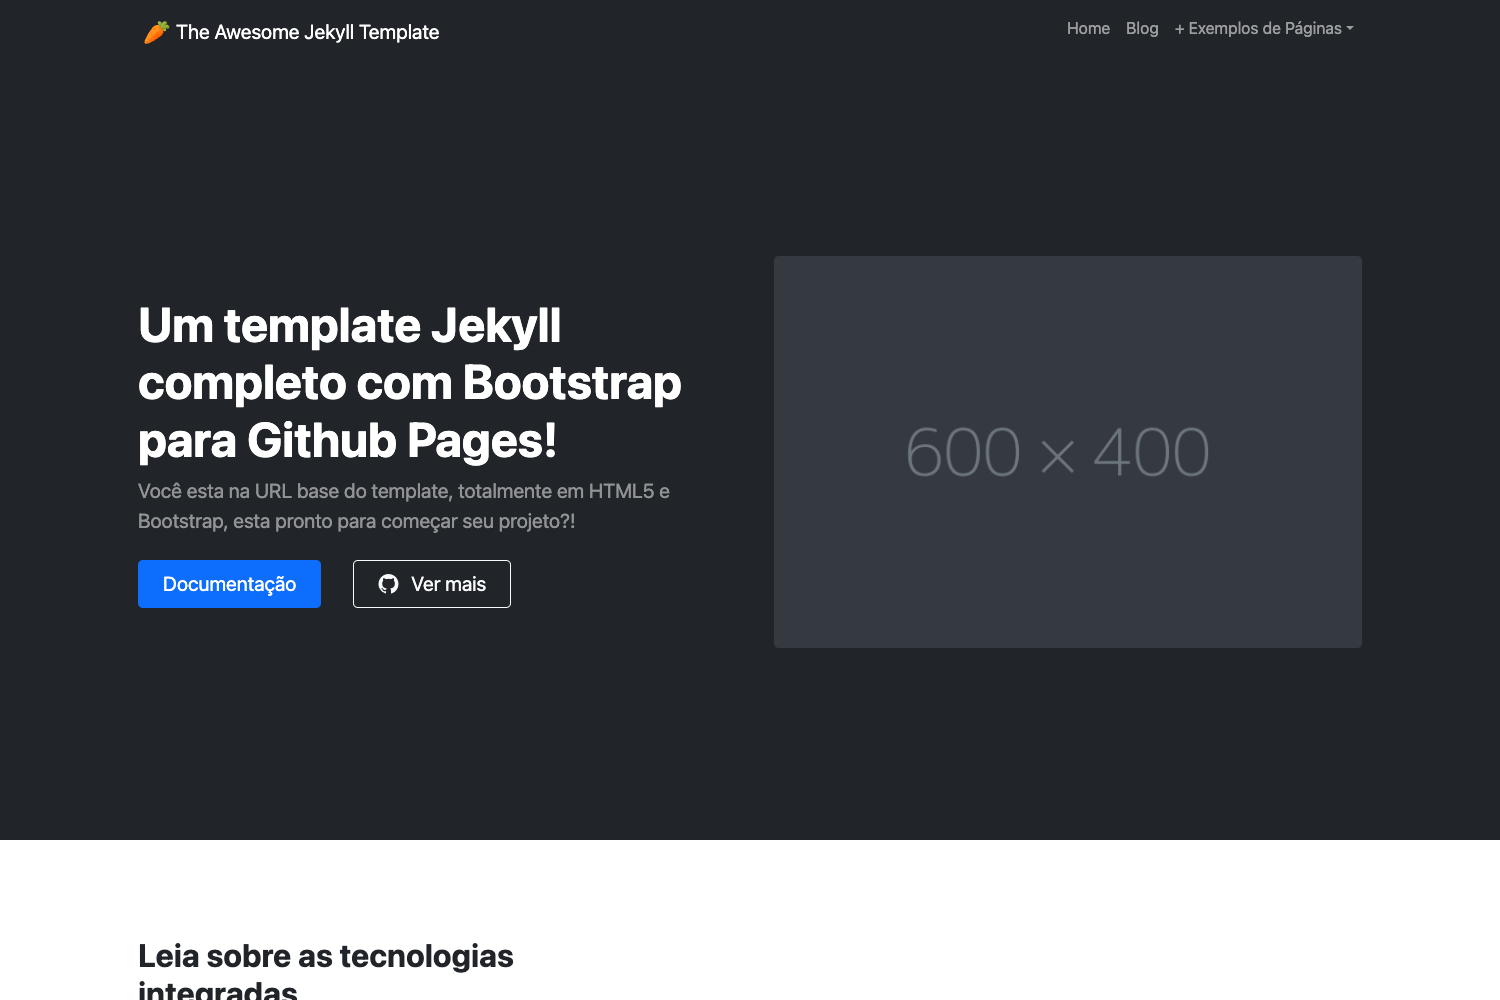 🥕 The Awesome Jekyll Template
Home Blog + Exemplos de Páginas
Um template Jekyll
completo com Bootstrap
para Github Pages!
Você esta na URL base do template, totalmente em HTML5 e
Bootstrap, esta pronto para começar seu projeto?!
Documentação Ver mais
600 × 400
Leia sobre as tecnologias
integradas